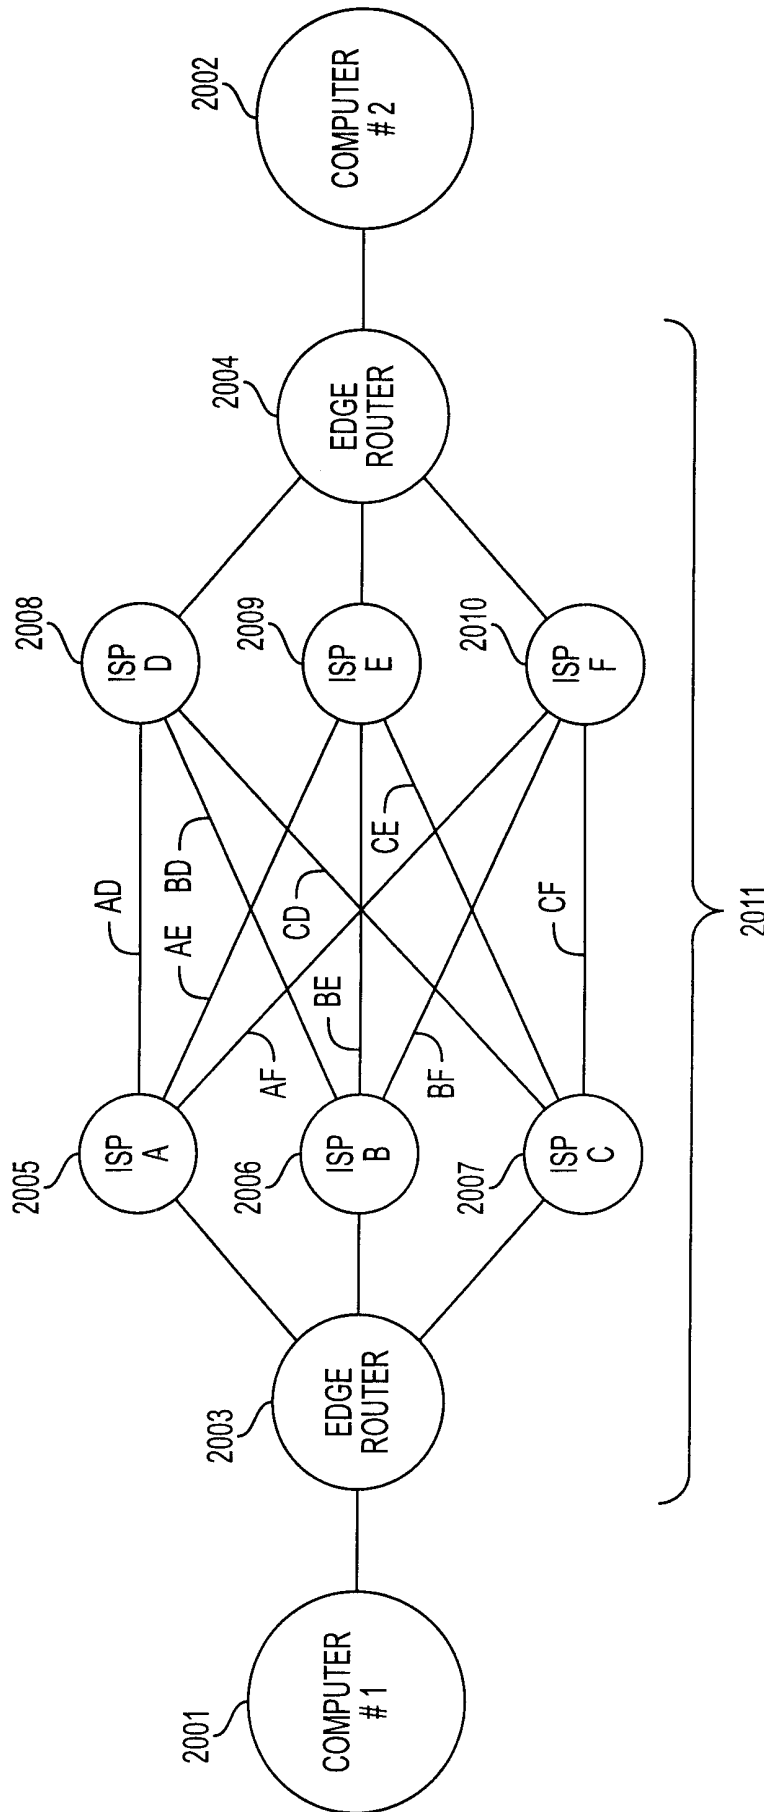 2001
COMPUTER
#1
2003
EDGE
ROUTER
2005
ISP
A
2006
ISP
B
2007
ISP
C
AD
AE
BD
AF
CD
BE
CE
BF
CF
2008
ISP
D
2009
ISP
E
2010
ISP
F
2004
EDGE
ROUTER
2002
COMPUTER
#2
2011